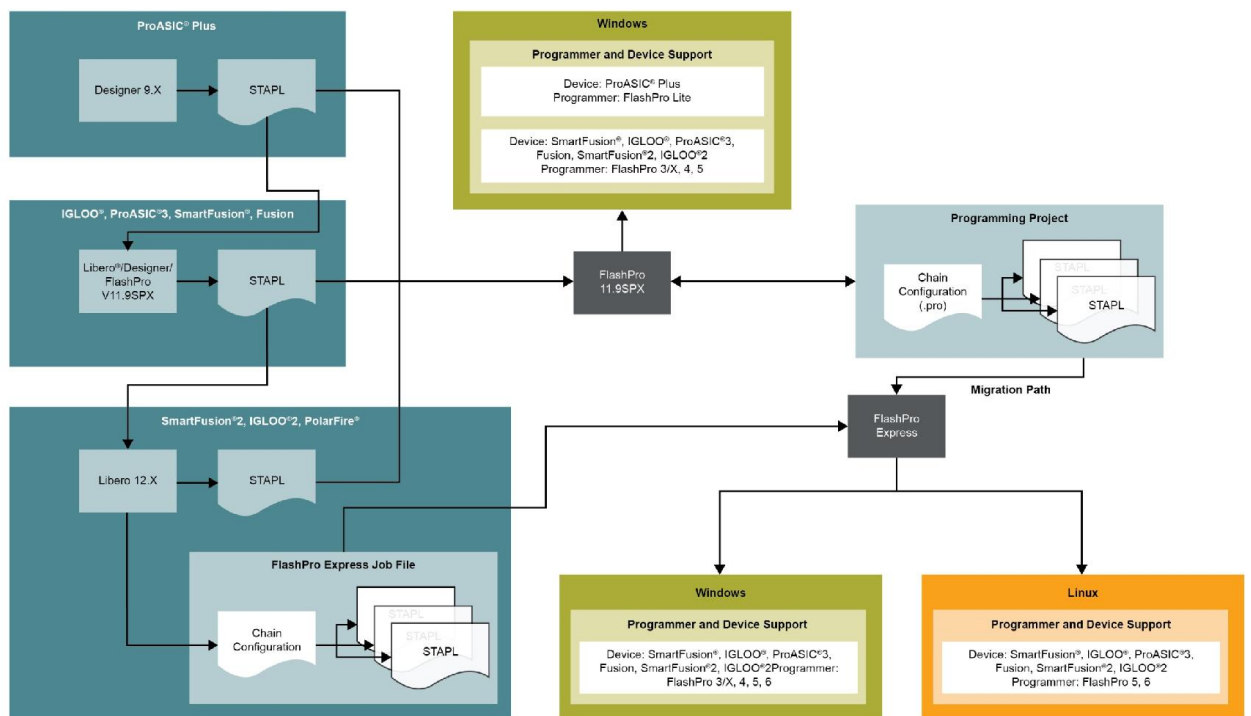 ProASIC® Plus
Designer 9.X
STAPL
IGLOO®, ProASIC®3, SmartFusion®, Fusion
Libero®/Designer/
FlashPro
V11.9SPX
STAPL
SmartFusion®2, IGLOO®2, PolarFire®
Libero 12.X
STAPL
FlashPro Express Job File
Chain
Configuration
STAPL
STAPL
STAPL
Windows
Programmer and Device Support
Device: ProASIC® Plus
Programmer: FlashPro Lite
Device: SmartFusion®, IGLOO®, ProASIC®3,
Fusion, SmartFusion®2, IGLOO®2
Programmer: FlashPro 3/X, 4, 5
FlashPro
11.9SPX
Programming Project
Chain
Configuration
(.pro)
STAPL
STAPL
STAPL
Migration Path
FlashPro
Express
Windows
Programmer and Device Support
Device: SmartFusion®, IGLOO®, ProASIC®3,
Fusion, SmartFusion®2, IGLOO®2Programmer:
FlashPro 3/X, 4, 5, 6
Linux
Programmer and Device Support
Device: SmartFusion®, IGLOO®, ProASIC®3,
Fusion, SmartFusion®2, IGLOO®2
Programmer: FlashPro 5, 6